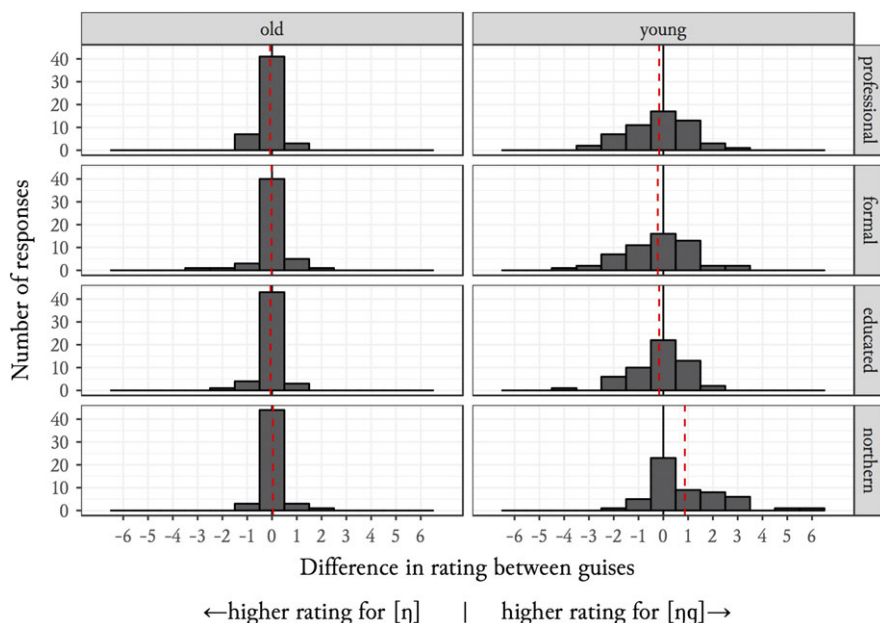 old
young
40
30
20
10
0
professional
40
30
20
10
0
formal
40
30
20
10
0
educated
40
30
20
10
0
northern
Number of responses
-6 -5 -4 -3 -2 -1 0 1 2 3 4 5 6
-6 -5 -4 -3 -2 -1 0 1 2 3 4 5 6
Difference in rating between guises
←higher rating for [ŋ] | higher rating for [ŋq]→